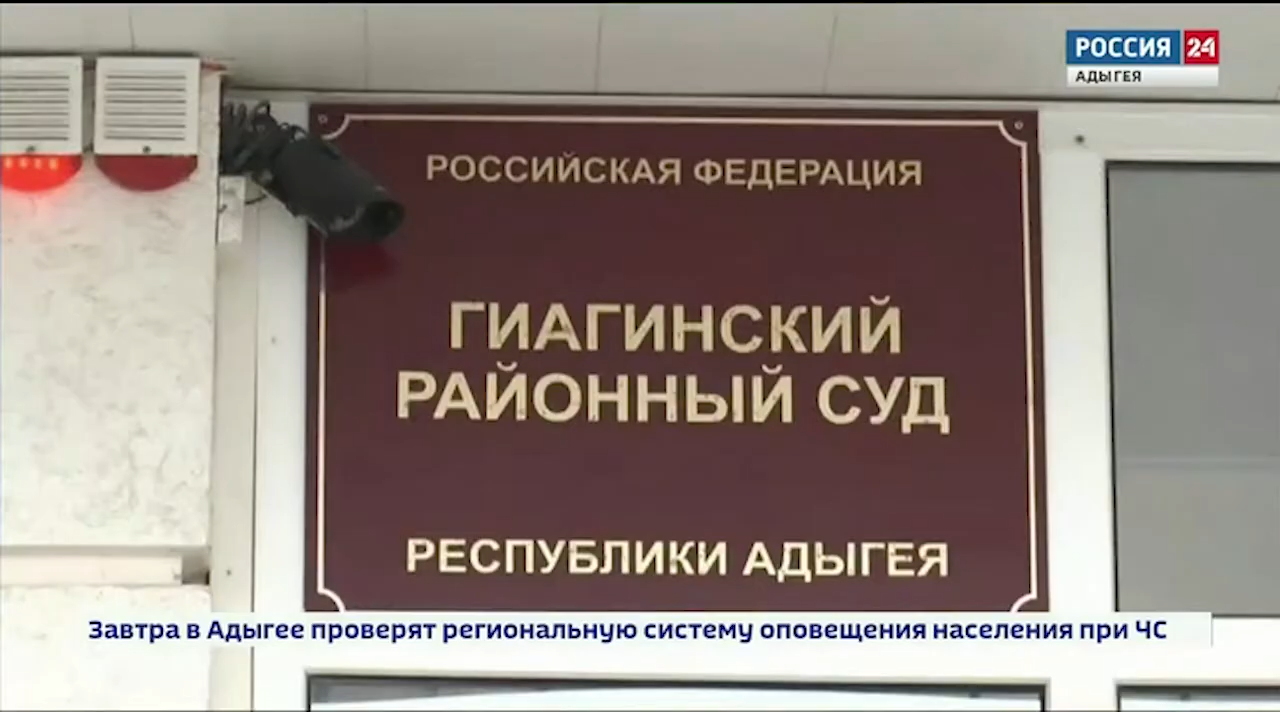 РОССИЯ 24
АДЫГЕЯ
РОССИЙСКАЯ ФЕДЕРАЦИЯ
ГИАГИНСКИЙ
РАЙОННЫЙ СУД
РЕСПУБЛИКИ АДЫГЕЯ
Завтра в Адыгее проверят региональную систему оповещения населения при ЧС